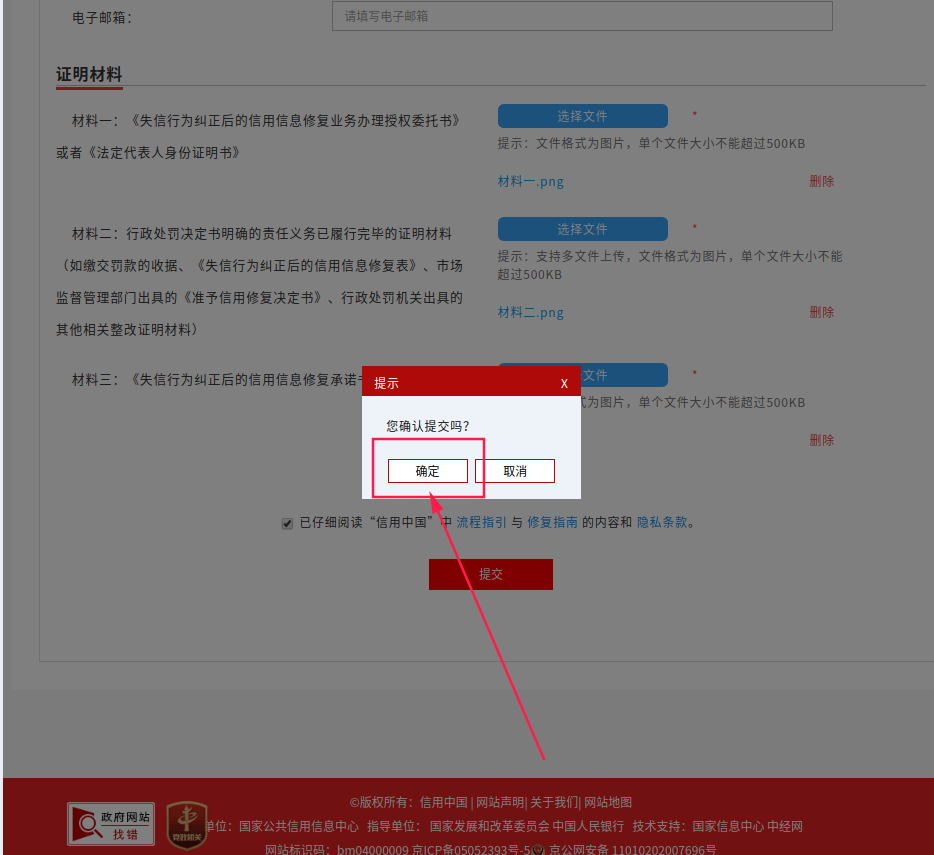 电子邮箱：
请填写电子邮箱
证明材料
材料一：《失信行为纠正后的信用信息修复业务办理授权委托书》
或者《法定代表人身份证明书》
选择文件
*
提示：文件格式为图片，单个文件大小不能超过500KB
材料一.png
删除
材料二：行政处罚决定书明确的责任义务已履行完毕的证明材料
（如缴交罚款的收据、《失信行为纠正后的信用信息修复表》、市场
监督管理部门出具的《准予信用修复决定书》、行政处罚机关出具的
其他相关整改证明材料）
选择文件
*
提示：支持多文件上传，文件格式为图片，单个文件大小不能
超过500KB
材料二.png
删除
材料三：《失信行为纠正后的信用信息修复承诺
文件
*
式为图片，单个文件大小不能超过500KB
删除
提示
X
您确认提交吗？
确定
取消
已仔细阅读“信用中国”中 流程指引 与 修复指南 的内容和 隐私条款。
提交
©版权所有：信用中国 | 网站声明| 关于我们| 网站地图
单位：国家公共信用信息中心 指导单位： 国家发展和改革委员会 中国人民银行 技术支持：国家信息中心 中经网
网站标识码：bm04000009 京ICP备05052393号-5 京公网安备 11010202007696号
政府网站
找错
党政机关